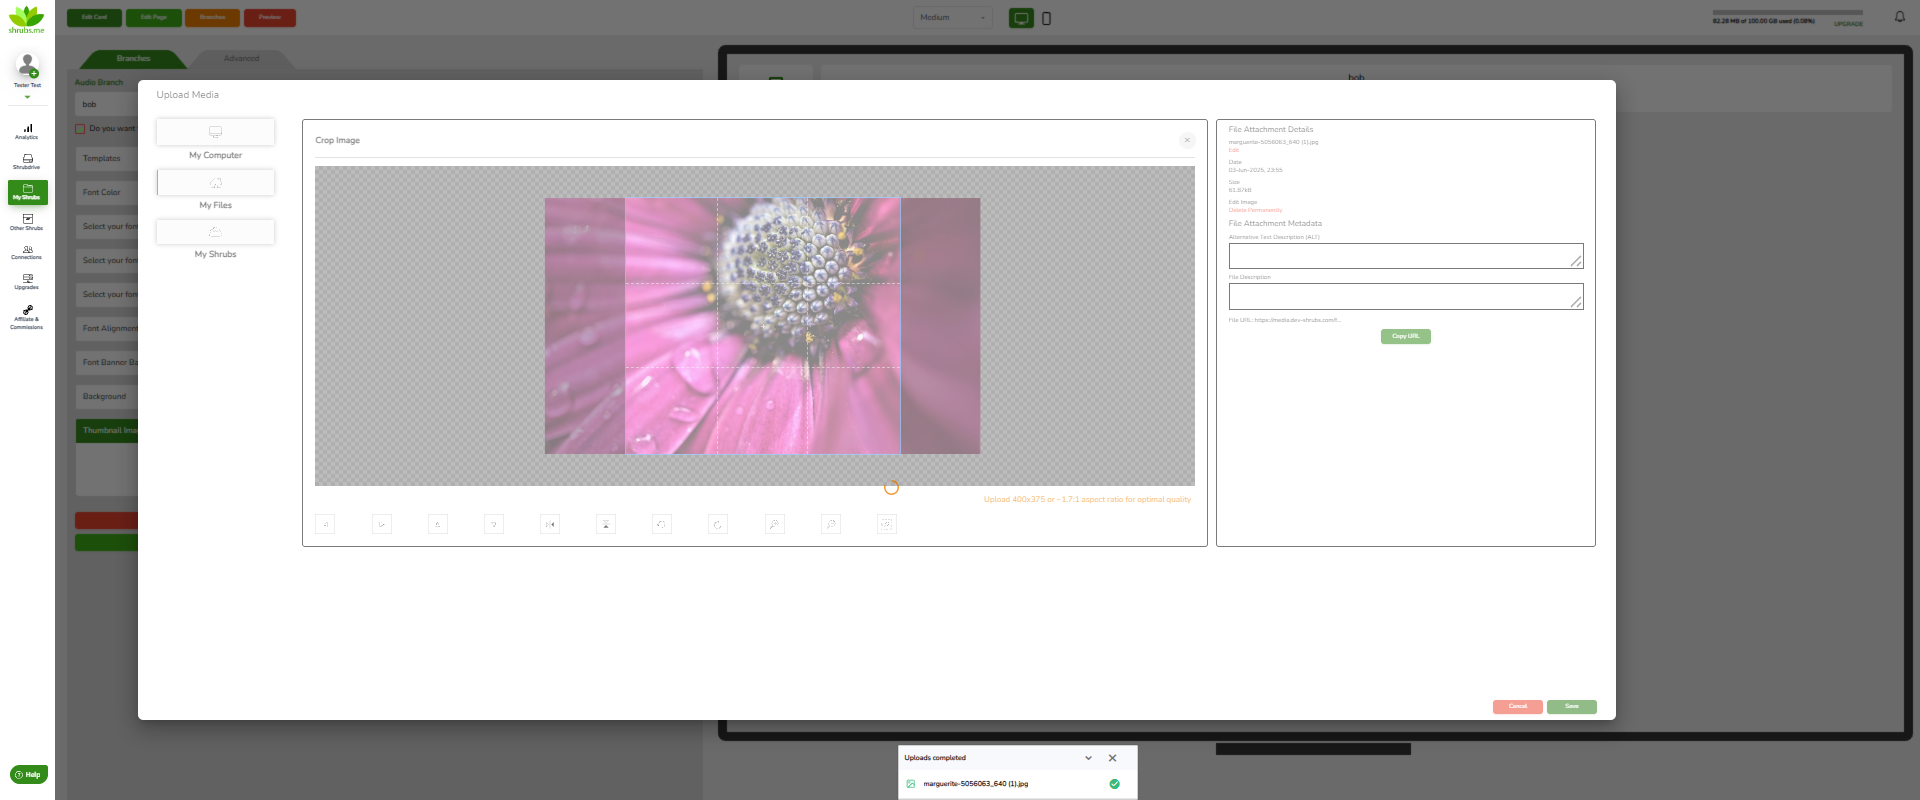 shrubs.me
Tester Test
Analytics
Shrubdrive
My Shrubs
Other Shrubs
Connections
Upgrades
Affiliate &
Commissions
Help
Edit Card
Edit Page
Branches
Preview
Medium
82.28 MB of 100.00 GB used (0.08%)
UPGRADE
Branches
Advanced
Audio Branch
bob
Do you want
Templates
Font Color
Select your fon
Select your fon
Select your fon
Font Alignment
Font Banner Ba
Background
Thumbnail Ima
bob
Upload Media
My Computer
My Files
My Shrubs
Crop Image
Upload 400x375 or ~1.7:1 aspect ratio for optimal quality
File Attachment Details
marguerite-5056063_640 (1).jpg
Edit
Date
03-Jun-2025, 23:55
Size
61.67kB
Edit Image
Delete Permanently
File Attachment Metadata
Alternative Text Description (ALT)
File Description
File URL: https://media.dev-shrubs.com/f...
Copy URL
Cancel
Save
Uploads completed
marguerite-5056063_640 (1).jpg